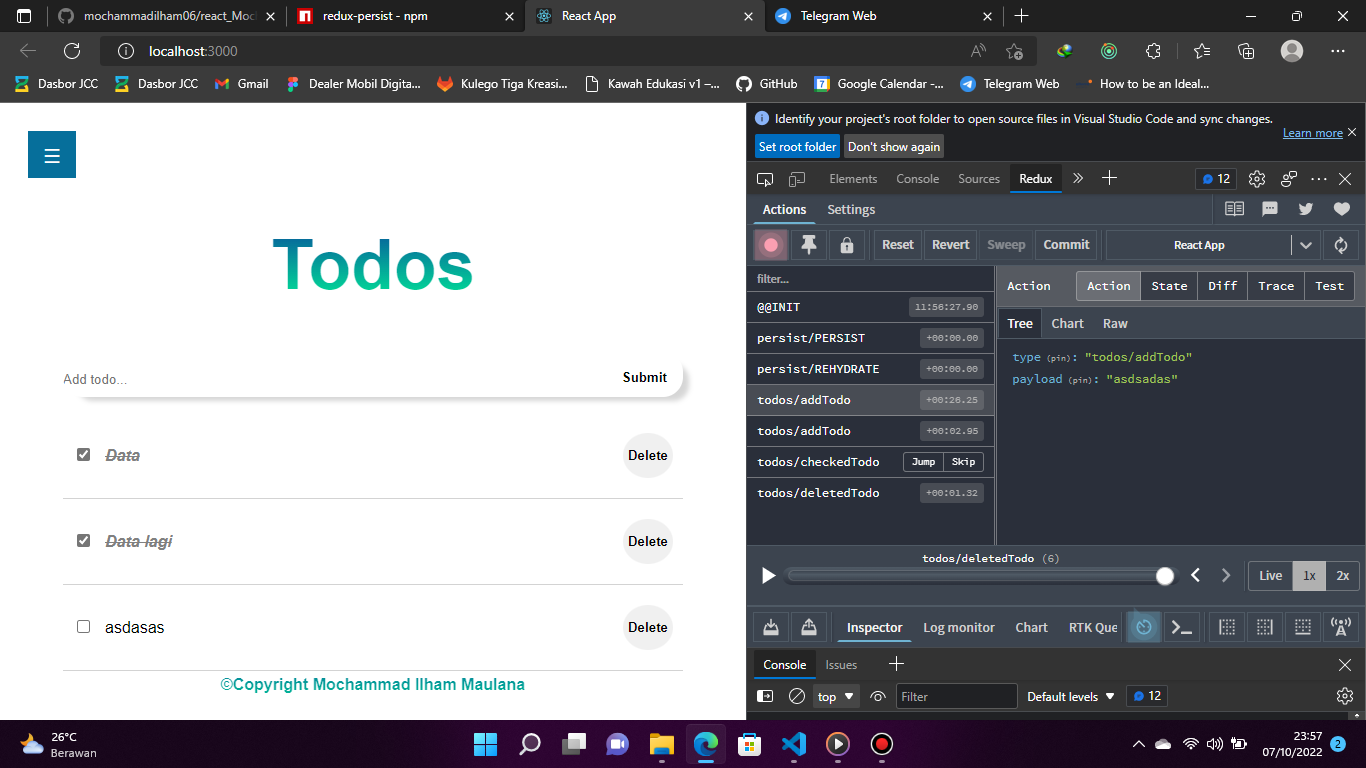 mochammadilham06/react_Moc
redux-persist - npm
React App
Telegram Web
localhost:3000
Dasbor JCC
Dasbor JCC
Gmail
Dealer Mobil Digita...
Kulego Tiga Kreasi...
Kawah Edukasi v1 –...
GitHub
Google Calendar -...
Telegram Web
How to be an Ideal...
☰
Todos
Add todo...
Submit
Data
Delete
Data lagi
Delete
asdasas
Delete
©Copyright Mochammad Ilham Maulana
Identify your project's root folder to open source files in Visual Studio Code and sync changes.
Learn more
Set root folder
Don't show again
Elements
Console
Sources
Redux
12
Actions
Settings
Reset
Revert
Sweep
Commit
React App
filter...
@@INIT
11:56:27.90
persist/PERSIST
+00:00.00
persist/REHYDRATE
+00:00.00
todos/addTodo
+00:26.25
todos/addTodo
+00:02.95
todos/checkedTodo
Jump
Skip
todos/deletedTodo
+00:01.32
Action
Action
State
Diff
Trace
Test
Tree
Chart
Raw
type (pin): "todos/addTodo"
payload (pin): "asdsadas"
todos/deletedTodo (6)
Live
1x
2x
Inspector
Log monitor
Chart
RTK Que
Console
Issues
top
Filter
Default levels
12
26°C
Berawan
23:57
07/10/2022
2